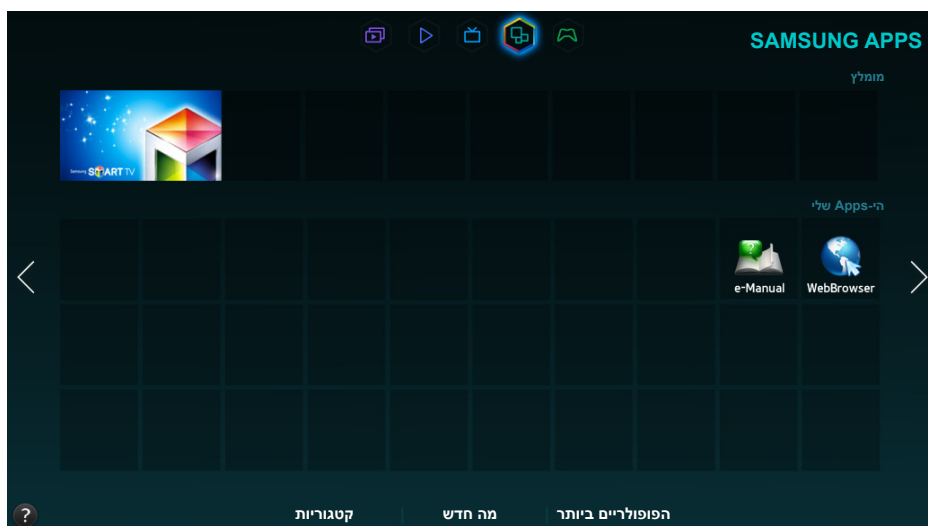 SAMSUNG APPS
מומלץ
Samsung SMART TV
הי-Apps שלי
WebBrowser
e-Manual
הפופולריים ביותר
מה חדש
קטגוריות
?